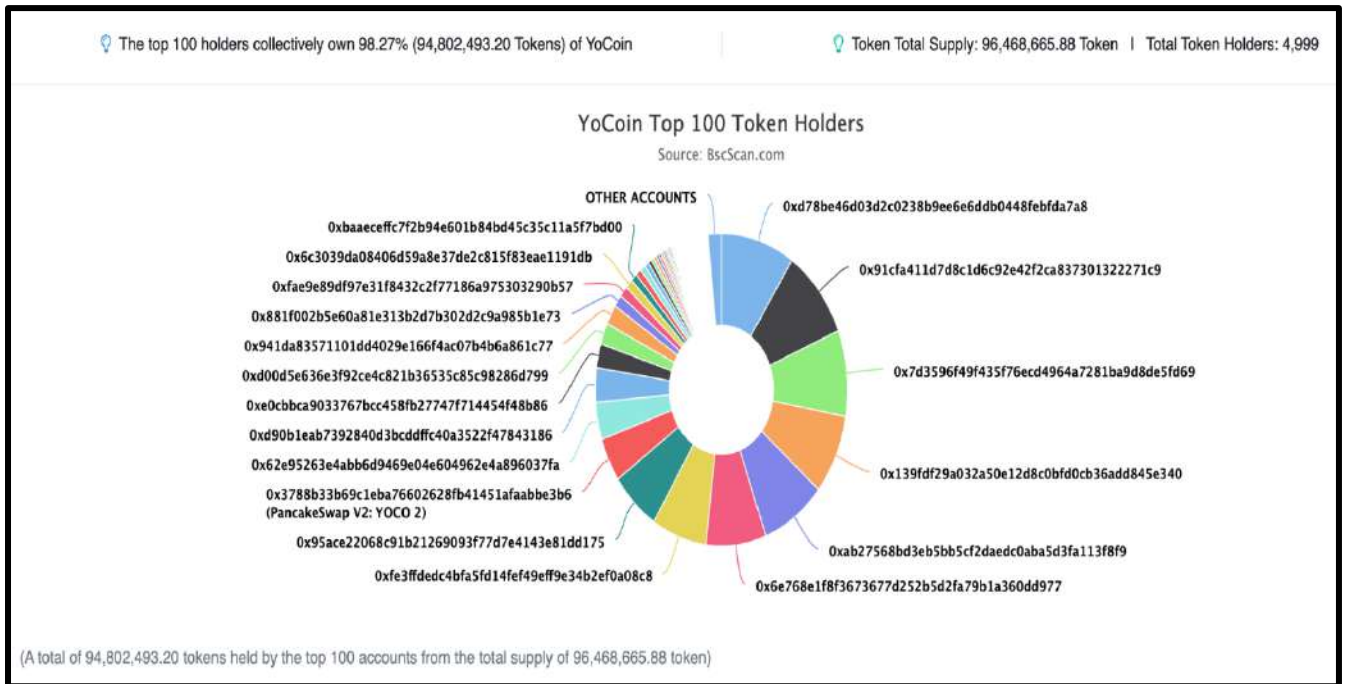 The top 100 holders collectively own 98.27% (94,802,493.20 Tokens) of YoCoin
Token Total Supply: 96,468,665.88 Token | Total Token Holders: 4,999
YoCoin Top 100 Token Holders
Source: BscScan.com
OTHER ACCOUNTS
0xd78be46d03d2c0238b9ee6e6ddb0448febfda7a8
0xbaaeceffc7f2b94e601b84bd45c35c11a5f7bd00
0x6c3039da08406d59a8e37de2c815f83eae1191db
0x91cfa411d7d8c1d6c92e42f2ca837301322271c9
0xfae9e89df97e31f8432c2f77186a975303290b57
0x881f002b5e60a81e313b2d7b302d2c9a985b1e73
0x941da83571101dd4029e166f4ac07b4b6a861c77
0xd00d5e636e3f92ce4c821b36535c85c98286d799
0x7d3596f49f435f76ecd4964a7281ba9d8de5fd69
0xe0cbbca9033767bcc458fb27747f714454f48b86
0xd90b1eab7392840d3bcddffc40a3522f47843186
0x62e95263e4abb6d9469e04e604962e4a896037fa
0x139fdf29a032a50e12d8c0bfd0cb36add845e340
0x3788b33b69c1eba76602628fb41451afaabbe3b6
(PancakeSwap V2: YOCO 2)
0x95ace22068c91b21269093f77d7e4143e81dd175
0xab27568bd3eb5bb5cf2daedc0aba5d3fa113f8f9
0xfe3ffdedc4bfa5fd14fef49eff9e34b2ef0a08c8
0x6e768e1f8f3673677d252b5d2fa79b1a360dd977
(A total of 94,802,493.20 tokens held by the top 100 accounts from the total supply of 96,468,665.88 token)